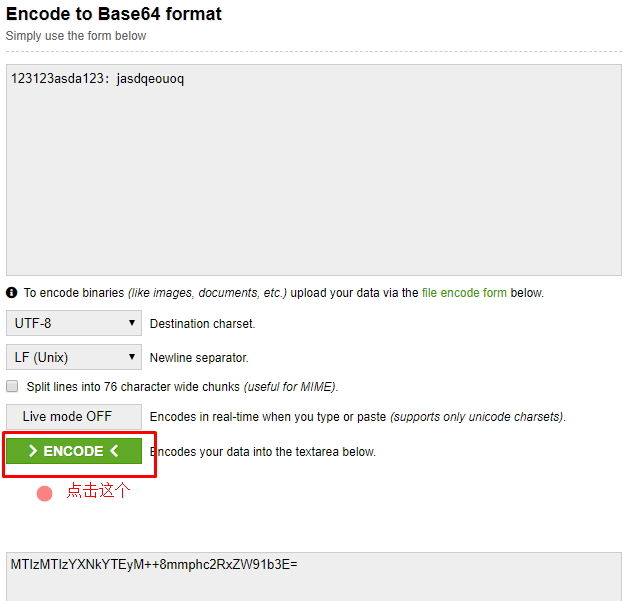 Encode to Base64 format
Simply use the form below
123123asda123：jasdqeouoq
To encode binaries (like images, documents, etc.) upload your data via the file encode form below.
UTF-8 Destination charset.
LF (Unix) Newline separator.
Split lines into 76 character wide chunks (useful for MIME).
Live mode OFF Encodes in real-time when you type or paste (supports only unicode charsets).
ENCODE Encodes your data into the textarea below.
点击这个
MTIzMTIzYXNkYTEyM++8mmphc2RxZW91b3E=